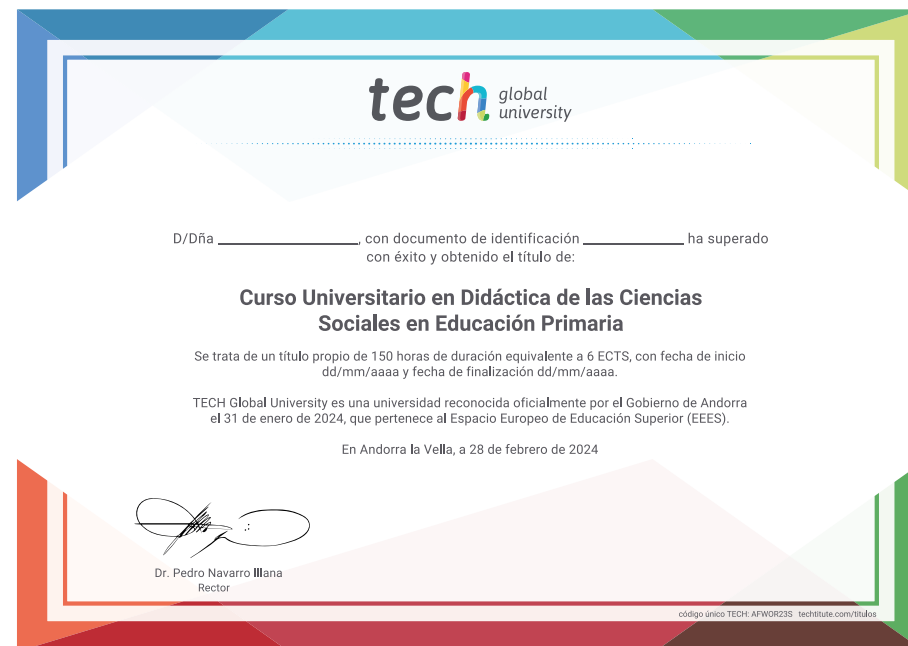 tech global university
D/Dña ____________________, con documento de identificación ______________ ha superado
con éxito y obtenido el título de:
Curso Universitario en Didáctica de las Ciencias
Sociales en Educación Primaria
Se trata de un título propio de 150 horas de duración equivalente a 6 ECTS, con fecha de inicio
dd/mm/aaaa y fecha de finalización dd/mm/aaaa.
TECH Global University es una universidad reconocida oficialmente por el Gobierno de Andorra
el 31 de enero de 2024, que pertenece al Espacio Europeo de Educación Superior (EEES).
En Andorra la Vella, a 28 de febrero de 2024
Dr. Pedro Navarro Illana
Rector
código único TECH: AFWOR23S techtitute.com/titulos